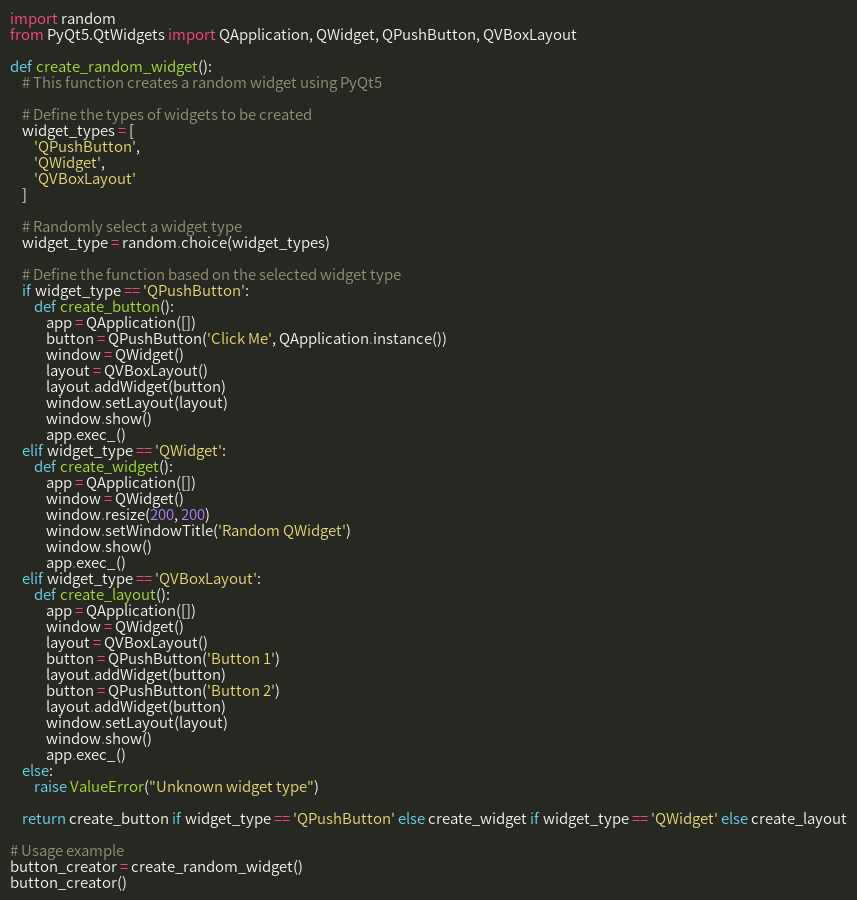 import random
from PyQt5.QtWidgets import QApplication, QWidget, QPushButton, QVBoxLayout

def create_random_widget():
    # This function creates a random widget using PyQt5

    # Define the types of widgets to be created
    widget_types = [
        'QPushButton',
        'QWidget',
        'QVBoxLayout'
    ]

    # Randomly select a widget type
    widget_type = random.choice(widget_types)

    # Define the function based on the selected widget type
    if widget_type == 'QPushButton':
        def create_button():
            app = QApplication([])
            button = QPushButton('Click Me', QApplication.instance())
            window = QWidget()
            layout = QVBoxLayout()
            layout.addWidget(button)
            window.setLayout(layout)
            window.show()
            app.exec_()
    elif widget_type == 'QWidget':
        def create_widget():
            app = QApplication([])
            window = QWidget()
            window.resize(200, 200)
            window.setWindowTitle('Random QWidget')
            window.show()
            app.exec_()
    elif widget_type == 'QVBoxLayout':
        def create_layout():
            app = QApplication([])
            window = QWidget()
            layout = QVBoxLayout()
            button = QPushButton('Button 1')
            layout.addWidget(button)
            button = QPushButton('Button 2')
            layout.addWidget(button)
            window.setLayout(layout)
            window.show()
            app.exec_()
    else:
        raise ValueError("Unknown widget type")

    return create_button if widget_type == 'QPushButton' else create_widget if widget_type == 'QWidget' else create_layout

# Usage example
button_creator = create_random_widget()
button_creator()